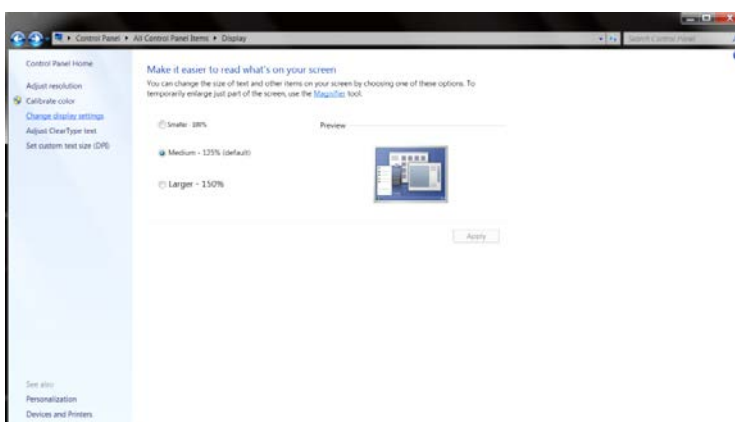 Control Panel ▸ All Control Panel Items ▸ Display
Search Control Panel
Control Panel Home
Adjust resolution
Calibrate color
Change display settings
Adjust ClearType text
Set custom text size (DPI)
Make it easier to read what's on your screen
You can change the size of text and other items on your screen by choosing one of these options. To
temporarily enlarge just part of the screen, use the Magnifier tool.
Smaller - 100%
Preview
Medium - 125% (default)
Larger - 150%
Apply
See also
Personalization
Devices and Printers